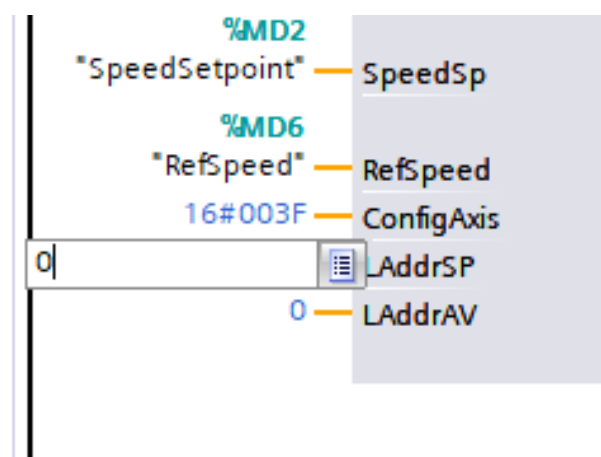 %MD2
"SpeedSetpoint" SpeedSp
%MD6
"RefSpeed" RefSpeed
16#003F ConfigAxis
0 LAddrSP
0 LAddrAV